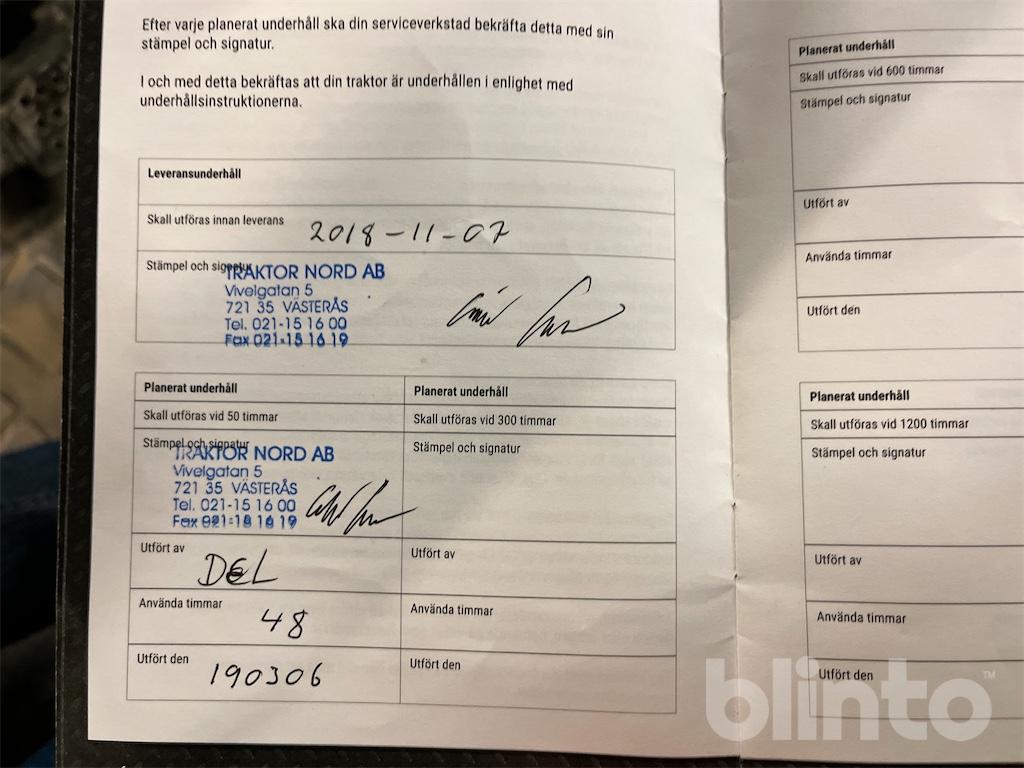 Efter varje planerat underhåll ska din serviceverkstad bekräfta detta med sin
stämpel och signatur.
I och med detta bekräftas att din traktor är underhållen i enlighet med
underhållsinstruktionerna.
Leveransunderhåll
Skall utföras innan leverans 2018-11-07
Stämpel och signatur
TRAKTOR NORD AB
Vivelgatan 5
721 35 VÄSTERÅS
Tel. 021-15 16 00
Fax 021-15 16 19
Planerat underhåll
Skall utföras vid 50 timmar
Stämpel och signatur
TRAKTOR NORD AB
Vivelgatan 5
721 35 VÄSTERÅS
Tel. 021-15 16 00
Fax 021-15 16 19
Utfört av DEL
Använda timmar 48
Utfört den 190306
Planerat underhåll
Skall utföras vid 300 timmar
Stämpel och signatur
Utfört av
Använda timmar
Utfört den
Planerat underhåll
Skall utföras vid 600 timmar
Stämpel och signatur
Utfört av
Använda timmar
Utfört den
Planerat underhåll
Skall utföras vid 1200 timmar
Stämpel och signatur
Utfört av
Använda timmar
Utfört den
blinto™